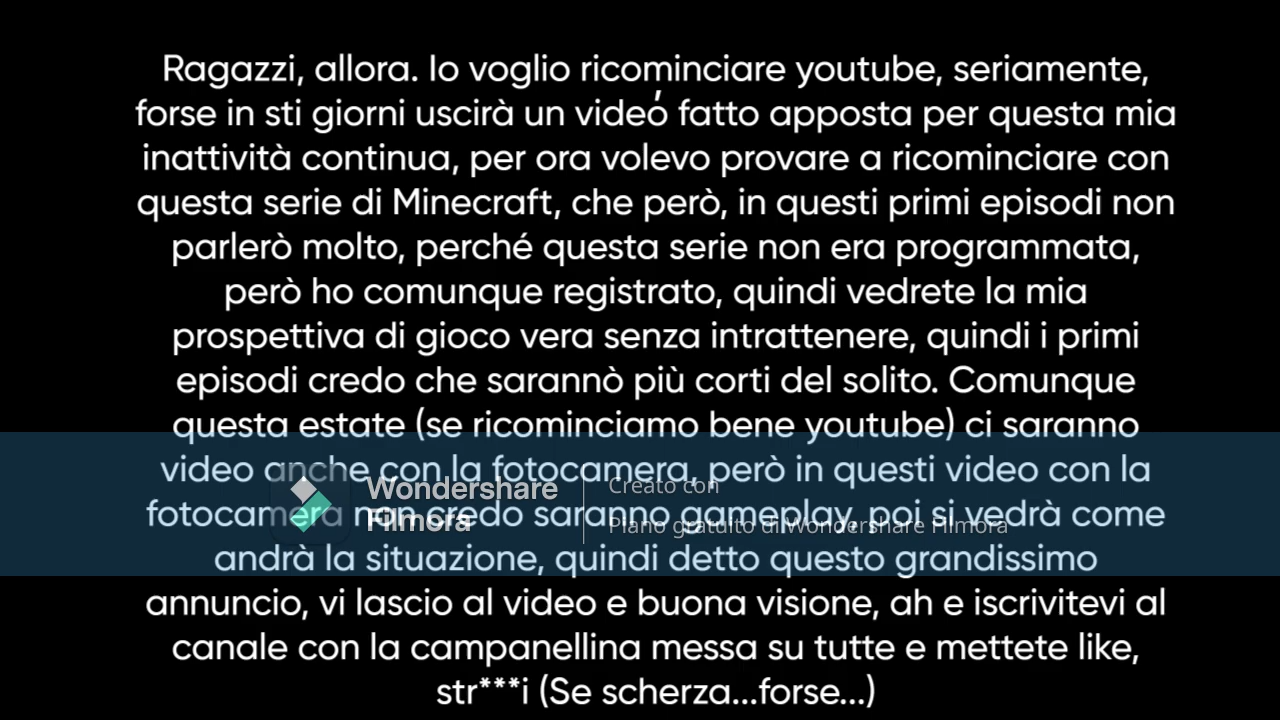 Ragazzi, allora. Io voglio ricominciare youtube, seriamente,
forse in sti giorni uscirà un video fatto apposta per questa mia
inattività continua, per ora volevo provare a ricominciare con
questa serie di Minecraft, che però, in questi primi episodi non
parlerò molto, perché questa serie non era programmata,
però ho comunque registrato, quindi vedrete la mia
prospettiva di gioco vera senza intrattenere, quindi i primi
episodi credo che sarannò più corti del solito. Comunque
questa estate (se ricominciamo bene youtube) ci saranno
video anche con la fotocamera, però in questi video con la
fotocamera non credo saranno gameplay, poi si vedrà come
andrà la situazione, quindi detto questo grandissimo
annuncio, vi lascio al video e buona visione, ah e iscrivitevi al
canale con la campanellina messa su tutte e mettete like,
str***i (Se scherza...forse...)
Wondershare
Filmora
Creato con
Piano gratuito di Wondershare Filmora